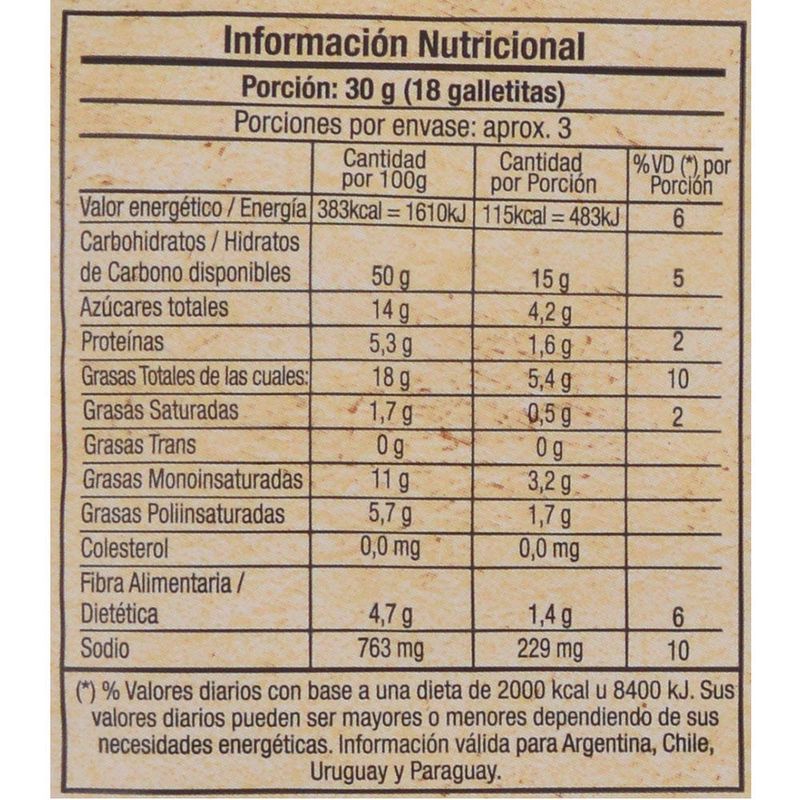 Información Nutricional
Porción: 30 g (18 galletitas)
Porciones por envase: aprox. 3
Cantidad por 100g Cantidad por Porción %VD (*) por Porción
Valor energético / Energía 383kcal = 1610kJ 115kcal = 483kJ 6
Carbohidratos / Hidratos
de Carbono disponibles 50 g 15 g 5
Azúcares totales 14 g 4,2 g
Proteínas 5,3 g 1,6 g 2
Grasas Totales de las cuales: 18 g 5,4 g 10
Grasas Saturadas 1,7 g 0,5 g 2
Grasas Trans 0 g 0 g
Grasas Monoinsaturadas 11 g 3,2 g
Grasas Poliinsaturadas 5,7 g 1,7 g
Colesterol 0,0 mg 0,0 mg
Fibra Alimentaria /
Dietética 4,7 g 1,4 g 6
Sodio 763 mg 229 mg 10
(*) % Valores diarios con base a una dieta de 2000 kcal u 8400 kJ. Sus
valores diarios pueden ser mayores o menores dependiendo de sus
necesidades energéticas. Información válida para Argentina, Chile,
Uruguay y Paraguay.